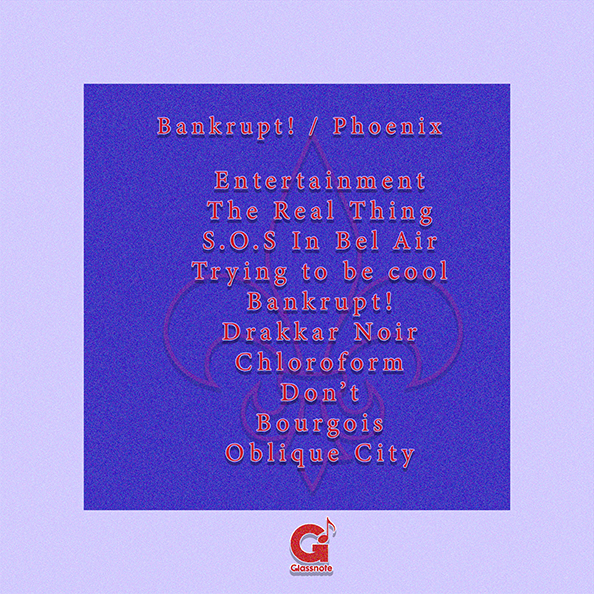 Bankrupt! / Phoenix
Entertainment
The Real Thing
S.O.S In Bel Air
Trying to be cool
Bankrupt!
Drakkar Noir
Chloroform
Don't
Bourgois
Oblique City
G
Glassnote